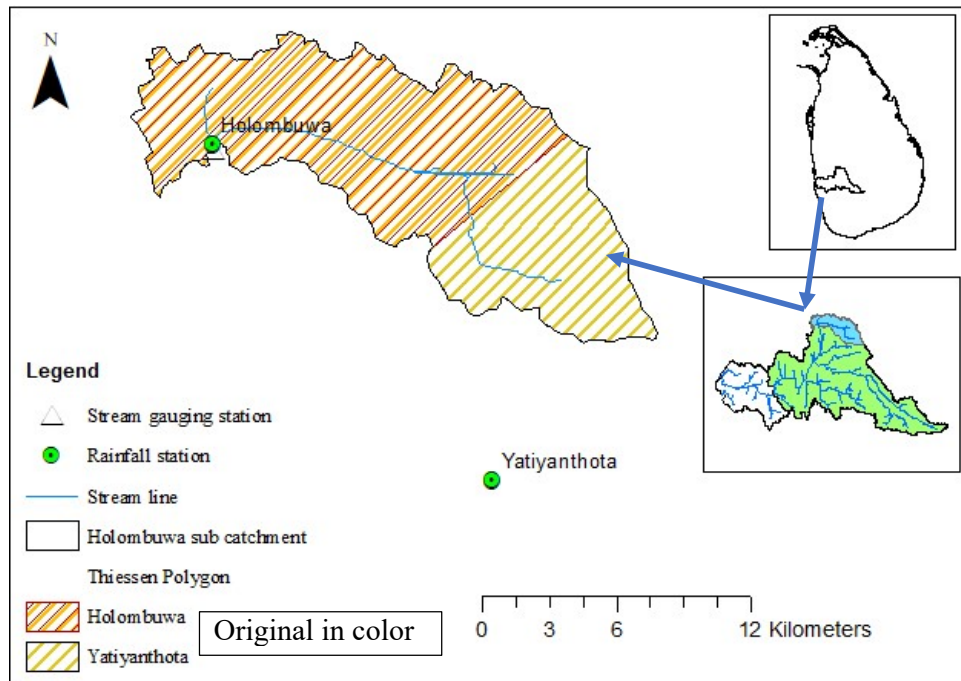 N
Holombuwa
Legend
Stream gauging station
Rainfall station
Yatiyanthota
Stream line
Holombuwa sub catchment
Thiessen Polygon
Holombuwa
Original in color
Yatiyanthota
0 3 6 12 Kilometers